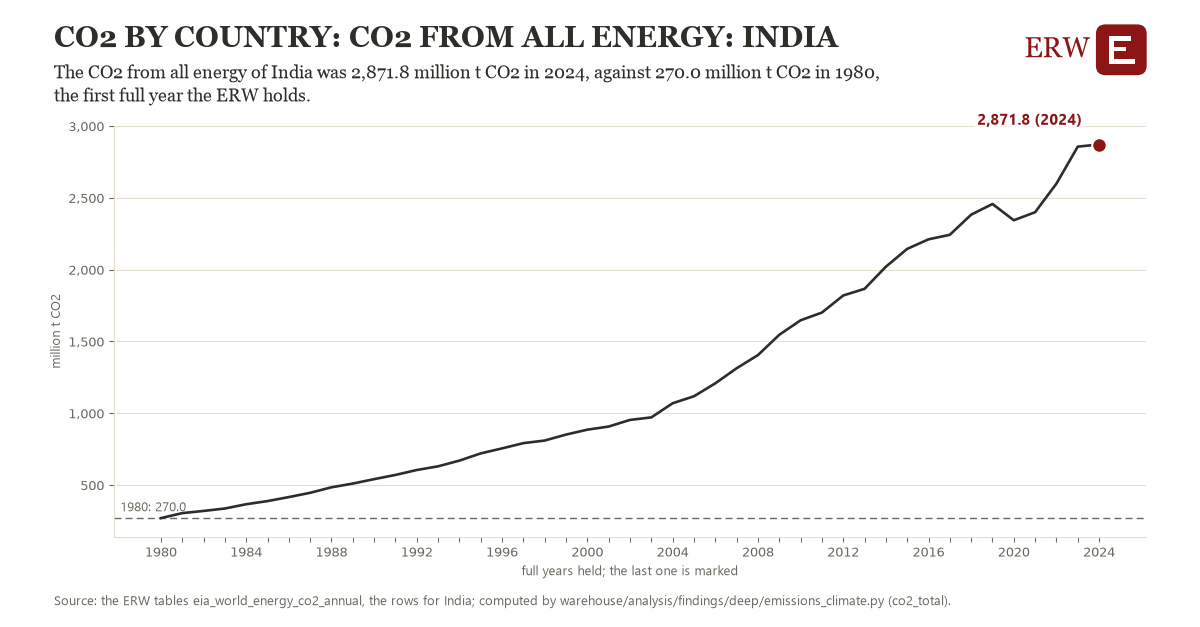 CO2 BY COUNTRY: CO2 FROM ALL ENERGY: INDIA
The CO2 from all energy of India was 2,871.8 million t CO2 in 2024, against 270.0 million t CO2 in 1980,
the first full year the ERW holds.
ERW E
2,871.8 (2024)
3,000
2,500
2,000
1,500
1,000
500
million t CO2
1980: 270.0
1980 1984 1988 1992 1996 2000 2004 2008 2012 2016 2020 2024
full years held; the last one is marked
Source: the ERW tables eia_world_energy_co2_annual, the rows for India; computed by warehouse/analysis/findings/deep/emissions_climate.py (co2_total).